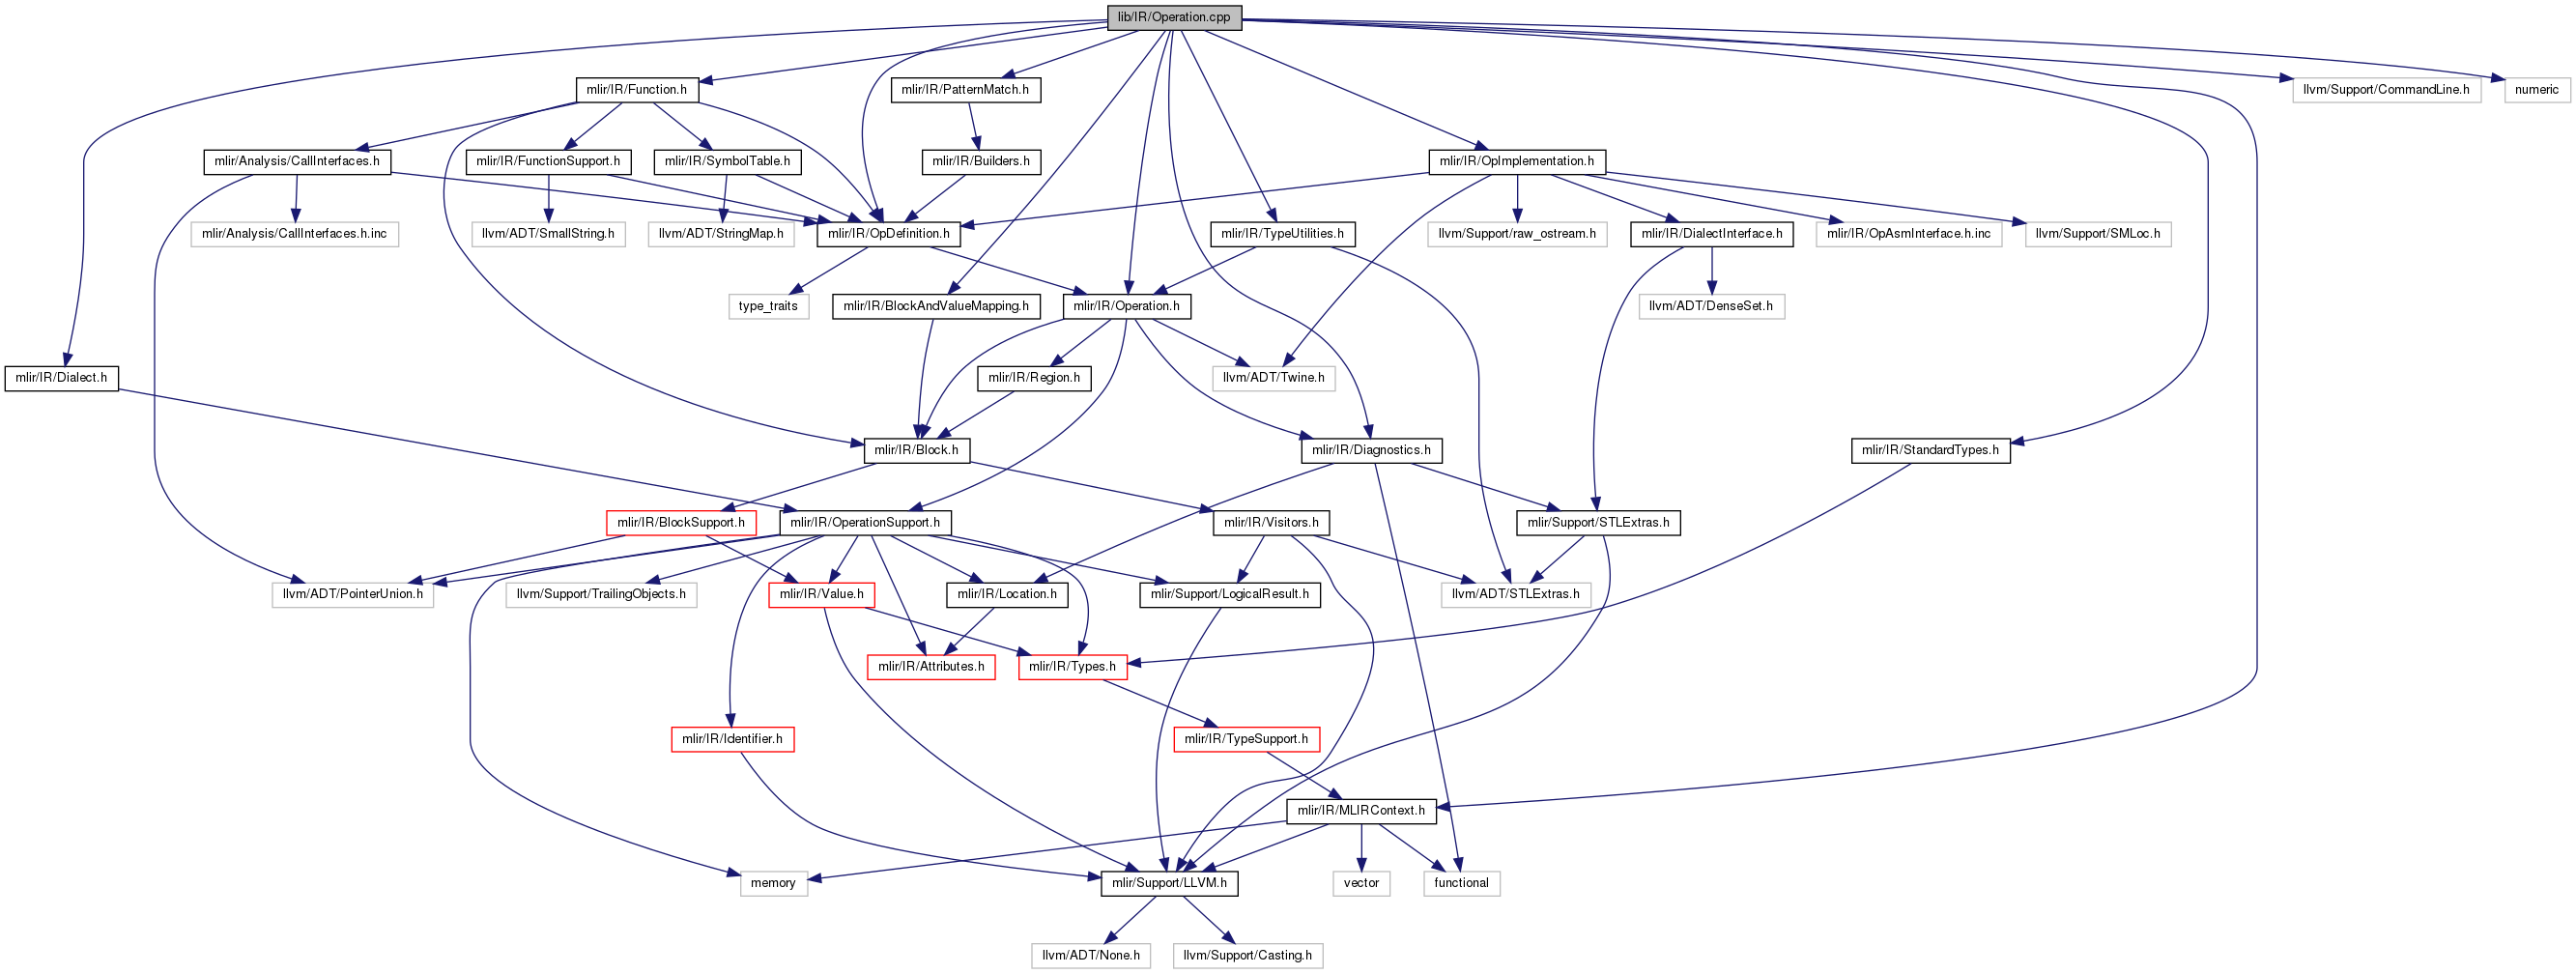 lib/IR/Operation.cpp
mlir/IR/Function.h
mlir/IR/PatternMatch.h
llvm/Support/CommandLine.h
numeric
mlir/Analysis/CallInterfaces.h
mlir/IR/FunctionSupport.h
mlir/IR/SymbolTable.h
mlir/IR/Builders.h
mlir/IR/OpImplementation.h
mlir/Analysis/CallInterfaces.h.inc
llvm/ADT/SmallString.h
llvm/ADT/StringMap.h
mlir/IR/OpDefinition.h
mlir/IR/TypeUtilities.h
llvm/Support/raw_ostream.h
mlir/IR/DialectInterface.h
mlir/IR/OpAsmInterface.h.inc
llvm/Support/SMLoc.h
type_traits
mlir/IR/BlockAndValueMapping.h
mlir/IR/Operation.h
llvm/ADT/DenseSet.h
mlir/IR/Dialect.h
mlir/IR/Region.h
llvm/ADT/Twine.h
mlir/IR/Block.h
mlir/IR/Diagnostics.h
mlir/IR/StandardTypes.h
mlir/IR/BlockSupport.h
mlir/IR/OperationSupport.h
mlir/IR/Visitors.h
mlir/Support/STLExtras.h
llvm/ADT/PointerUnion.h
llvm/Support/TrailingObjects.h
mlir/IR/Value.h
mlir/IR/Location.h
mlir/Support/LogicalResult.h
llvm/ADT/STLExtras.h
mlir/IR/Attributes.h
mlir/IR/Types.h
mlir/IR/Identifier.h
mlir/IR/TypeSupport.h
mlir/IR/MLIRContext.h
memory
mlir/Support/LLVM.h
vector
functional
llvm/ADT/None.h
llvm/Support/Casting.h